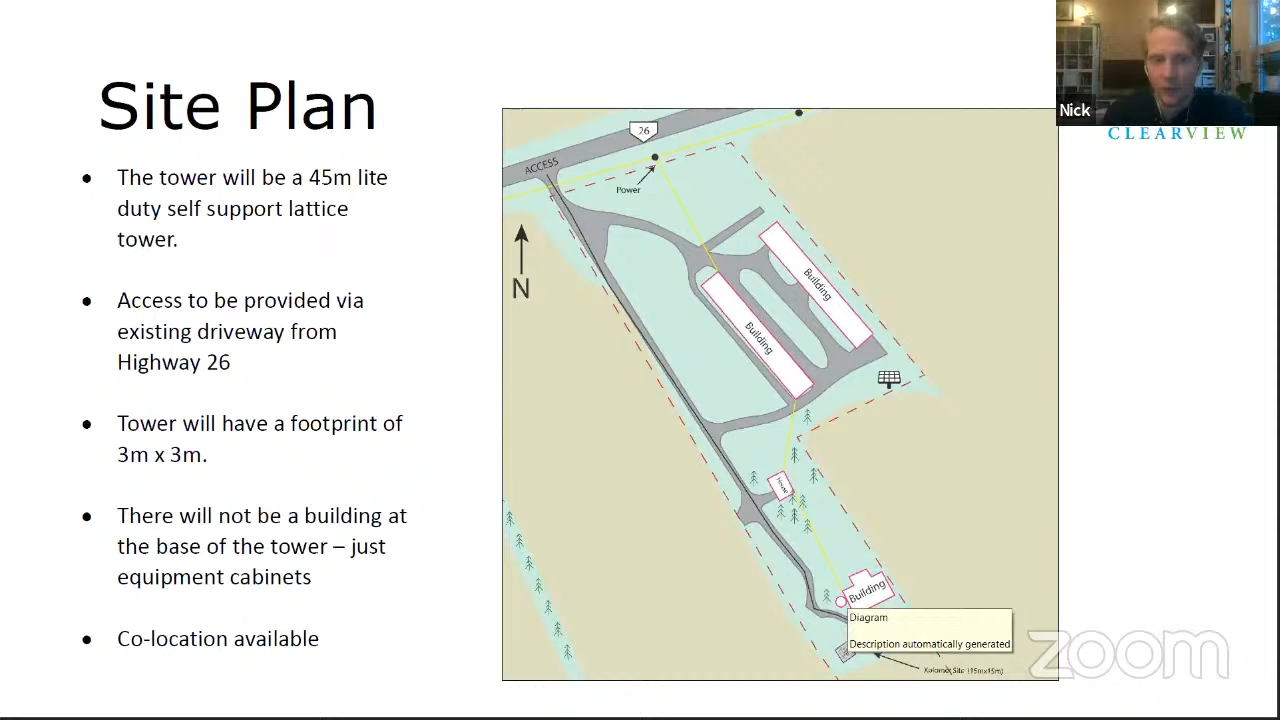 Site Plan
Nick
CLEARVIEW
• The tower will be a 45m lite
duty self support lattice
tower.
• Access to be provided via
existing driveway from
Highway 26
• Tower will have a footprint of
3m x 3m.
• There will not be a building at
the base of the tower – just
equipment cabinets
• Co-location available
26
ACCESS
Power
N
Building
Building
House
Building
Diagram
Description automatically generated
Site (15mx15m)
zoom